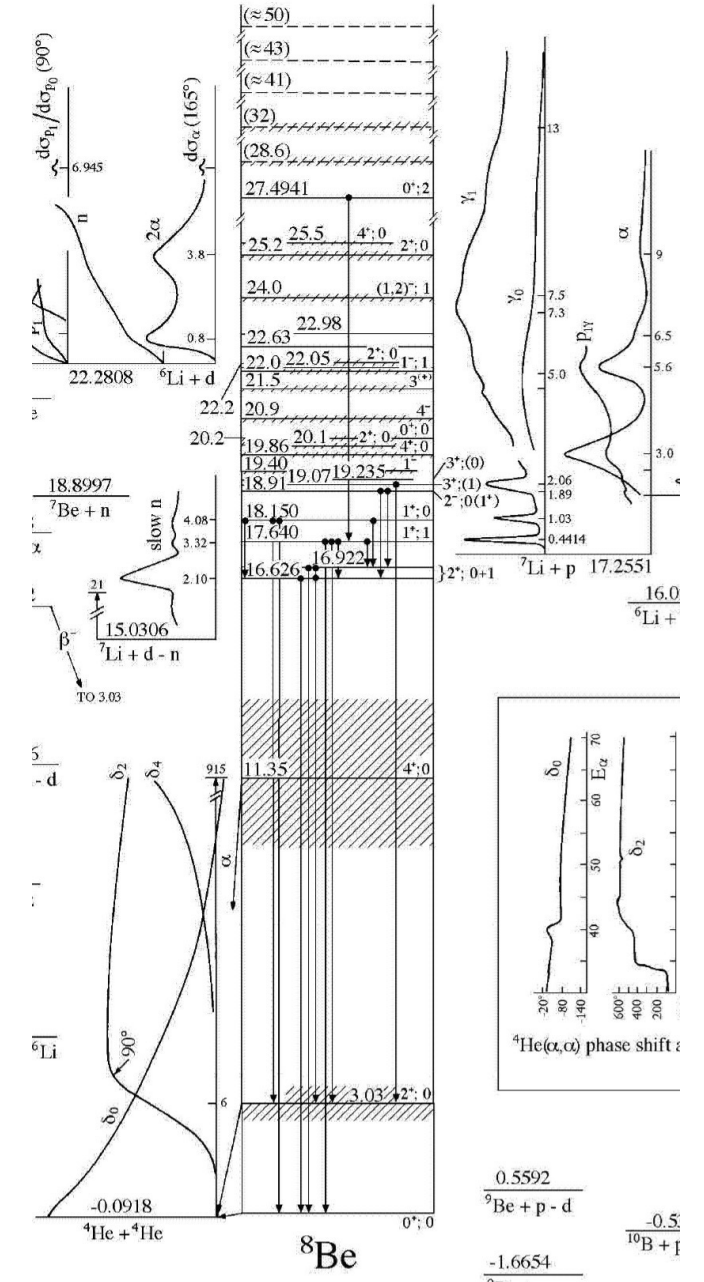 (≈50)
(≈43)
(≈41)
(32)
(28.6)
27.4941 0⁺; 2
25.5 4⁺; 0
25.2 2⁺; 0
24.0 (1,2)⁻; 1
22.98
22.63
22.05 2⁺; 0
22.0 1⁻; 1
21.5 3⁽⁺⁾
22.2
20.9 4⁻
0⁺; 0
20.2
20.1 2⁺; 0
19.86 4⁺; 0
19.40 1⁻
19.235
19.07
18.91
3⁺;(0)
3⁺;(1)
2⁻;0(1⁺)
18.150 1⁺; 0
17.640 1⁺; 1
16.922
16.626 }2⁺; 0+1
11.35 4⁺; 0
3.03 2⁺; 0
0⁺; 0
⁸Be
dσp₁/dσp₀ (90°)
6.945
n
p₁
dσα (165°)
2α
3.8
0.8
22.2808 ⁶Li + d
e
18.8997
⁷Be + n
α
slow n
4.08
3.32
2.10
21
15.0306
⁷Li + d - n
β⁻
TO 3.03
- d
δ₂
δ₄
915
α
90°
δ₀
6
⁶Li
-0.0918
⁴He + ⁴He
γ₁
γ₀
13
7.5
7.3
5.0
2.06
1.89
1.03
0.4414
⁷Li + p 17.2551
α
p₁γ
9
6.5
5.6
3.0
16.0
⁶Li +
δ₀
Eα
70
60
50
40
δ₂
-20° -80 -140
600° 400 200
⁴He(α,α) phase shift a
0.5592
⁹Be + p - d
-0.5
¹⁰B + p
-1.6654